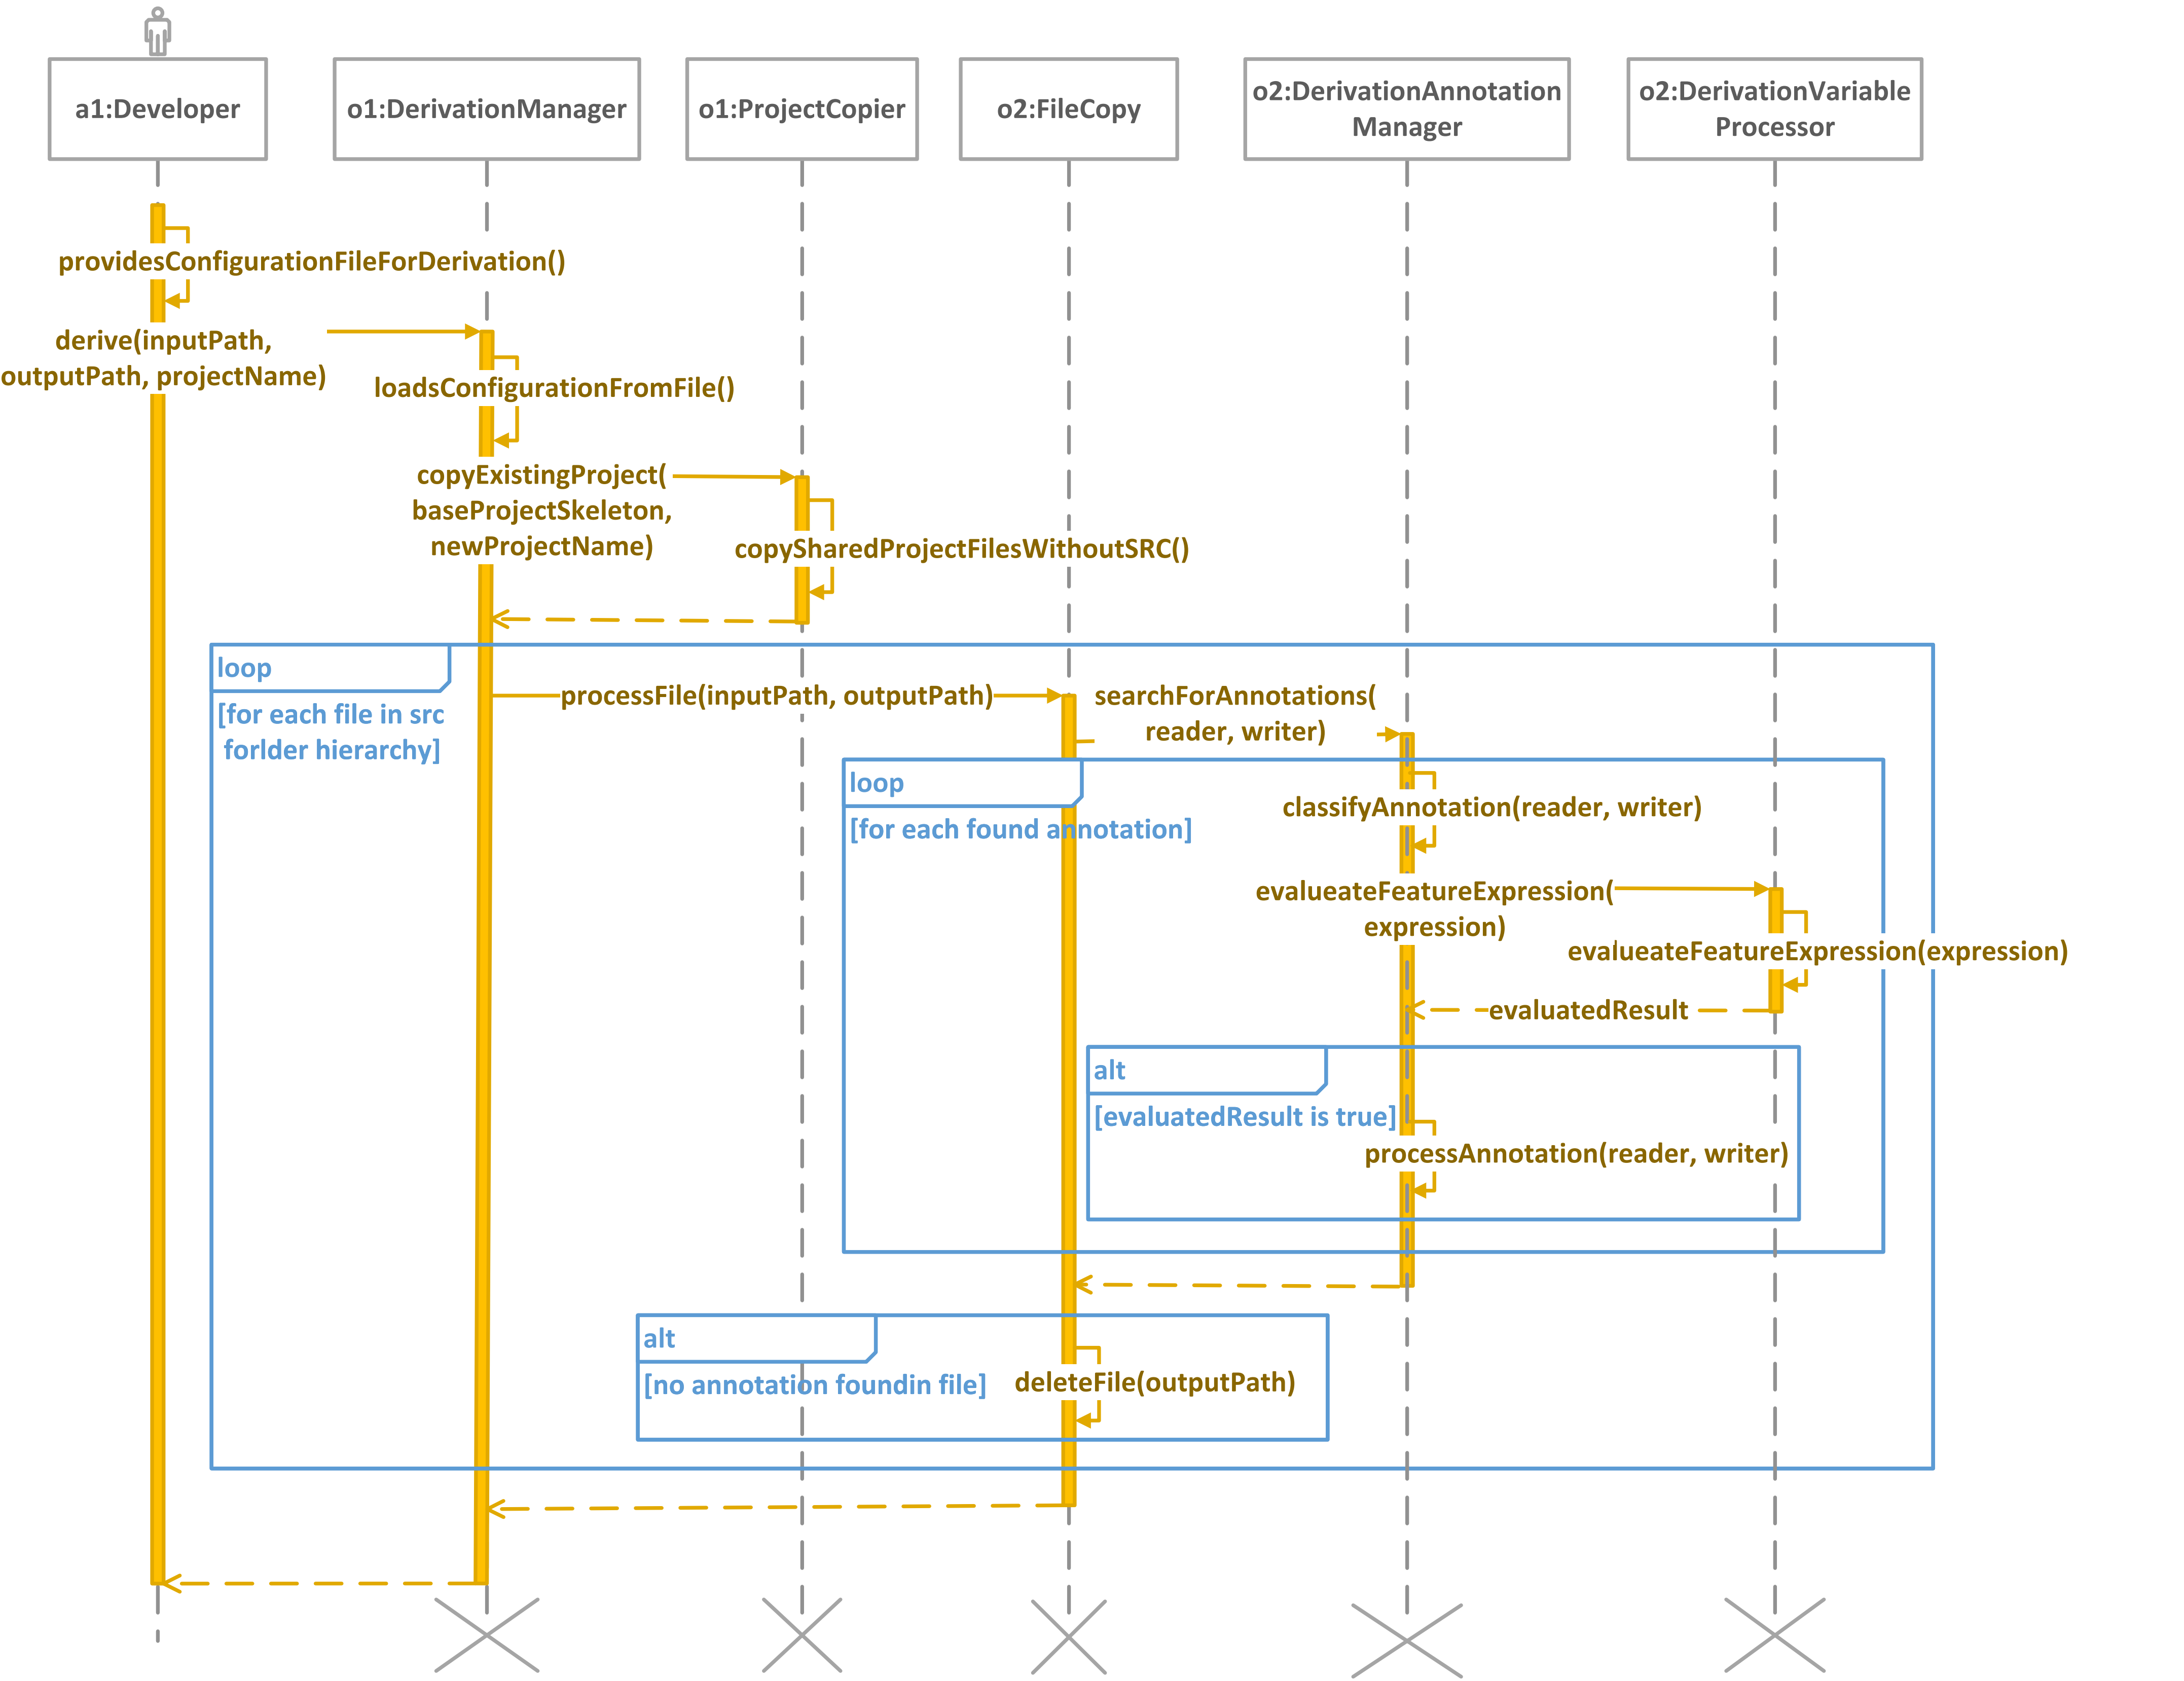 a1:Developer
o1:DerivationManager
o1:ProjectCopier
o2:FileCopy
o2:DerivationAnnotation
Manager
o2:DerivationVariable
Processor
providesConfigurationFileForDerivation()
derive(inputPath,
outputPath, projectName)
loadsConfigurationFromFile()
copyExistingProject(
baseProjectSkeleton,
newProjectName)
copySharedProjectFilesWithoutSRC()
loop
[for each file in src
forlder hierarchy]
processFile(inputPath, outputPath)
searchForAnnotations(
reader, writer)
loop
[for each found annotation]
classifyAnnotation(reader, writer)
evalueateFeatureExpression(
expression)
evalueateFeatureExpression(expression)
evaluatedResult
alt
[evaluatedResult is true]
processAnnotation(reader, writer)
alt
[no annotation foundin file]
deleteFile(outputPath)